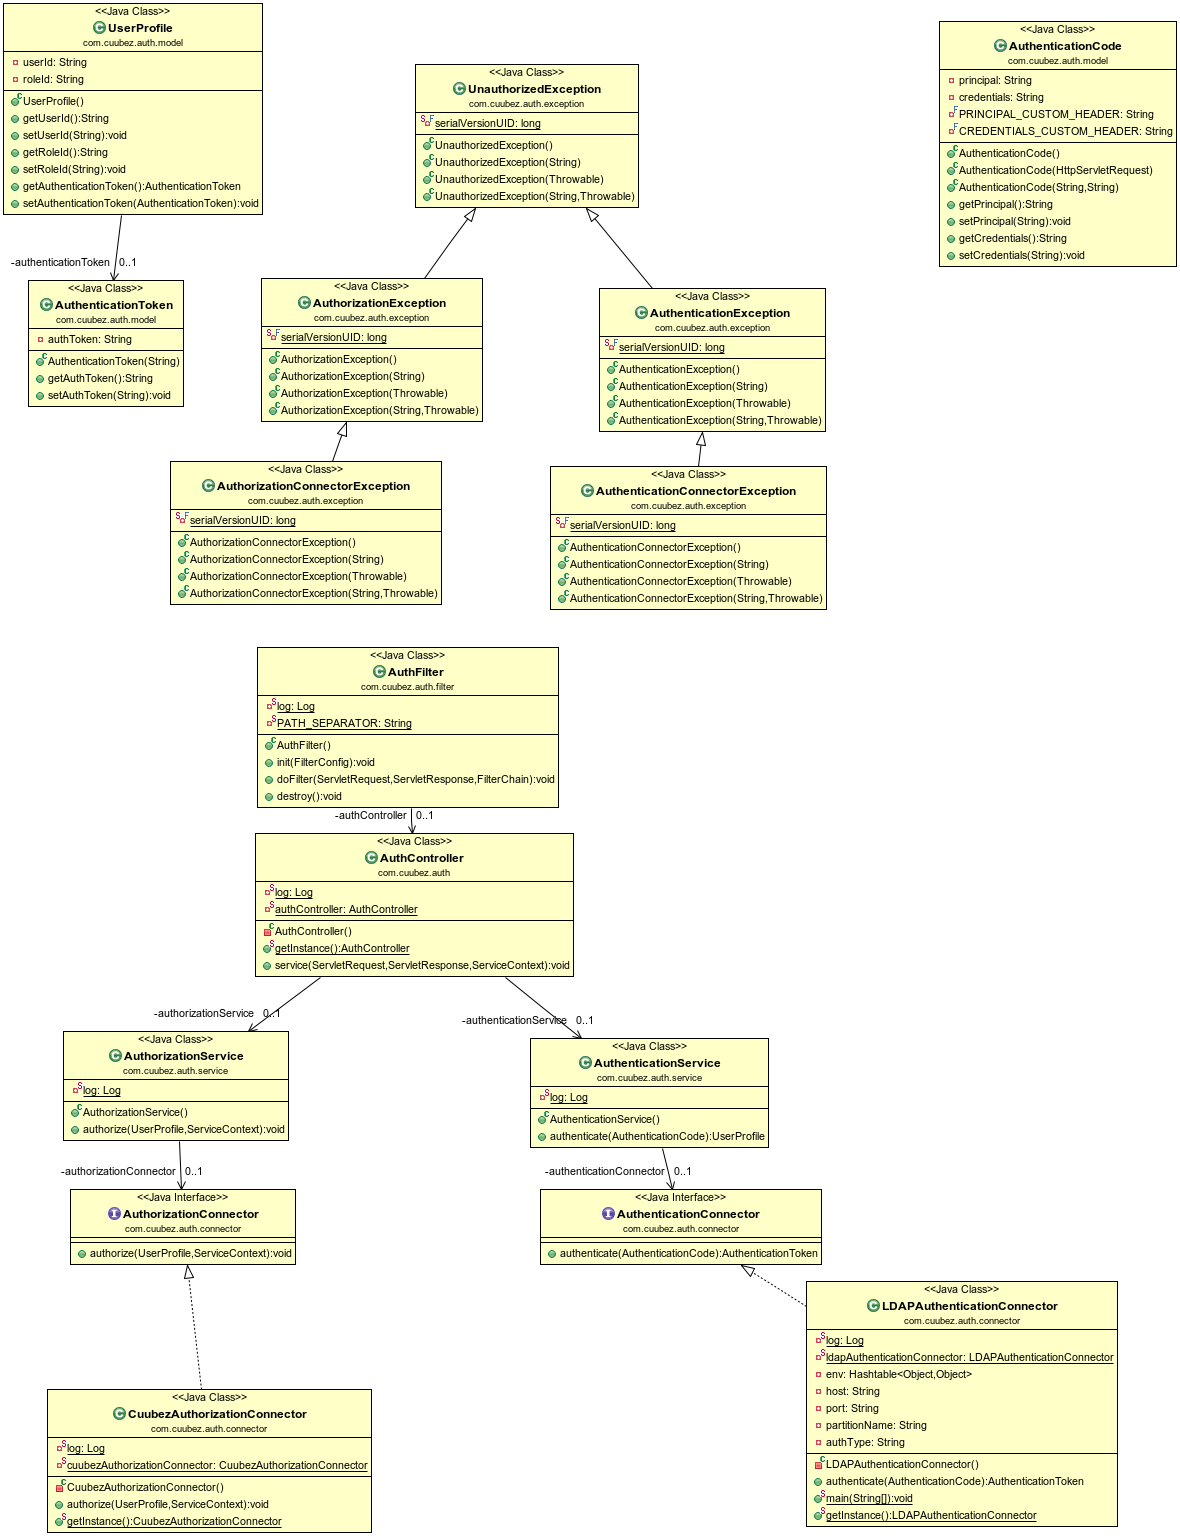 <<Java Class>>
UserProfile
com.cuubez.auth.model
userId: String
roleId: String
UserProfile()
getUserId():String
setUserId(String):void
getRoleId():String
setRoleId(String):void
getAuthenticationToken():AuthenticationToken
setAuthenticationToken(AuthenticationToken):void
-authenticationToken 0..1
<<Java Class>>
AuthenticationToken
com.cuubez.auth.model
authToken: String
AuthenticationToken(String)
getAuthToken():String
setAuthToken(String):void
<<Java Class>>
UnauthorizedException
com.cuubez.auth.exception
serialVersionUID: long
UnauthorizedException()
UnauthorizedException(String)
UnauthorizedException(Throwable)
UnauthorizedException(String,Throwable)
<<Java Class>>
AuthenticationCode
com.cuubez.auth.model
principal: String
credentials: String
PRINCIPAL_CUSTOM_HEADER: String
CREDENTIALS_CUSTOM_HEADER: String
AuthenticationCode()
AuthenticationCode(HttpServletRequest)
AuthenticationCode(String,String)
getPrincipal():String
setPrincipal(String):void
getCredentials():String
setCredentials(String):void
<<Java Class>>
AuthorizationException
com.cuubez.auth.exception
serialVersionUID: long
AuthorizationException()
AuthorizationException(String)
AuthorizationException(Throwable)
AuthorizationException(String,Throwable)
<<Java Class>>
AuthenticationException
com.cuubez.auth.exception
serialVersionUID: long
AuthenticationException()
AuthenticationException(String)
AuthenticationException(Throwable)
AuthenticationException(String,Throwable)
<<Java Class>>
AuthorizationConnectorException
com.cuubez.auth.exception
serialVersionUID: long
AuthorizationConnectorException()
AuthorizationConnectorException(String)
AuthorizationConnectorException(Throwable)
AuthorizationConnectorException(String,Throwable)
<<Java Class>>
AuthenticationConnectorException
com.cuubez.auth.exception
serialVersionUID: long
AuthenticationConnectorException()
AuthenticationConnectorException(String)
AuthenticationConnectorException(Throwable)
AuthenticationConnectorException(String,Throwable)
<<Java Class>>
AuthFilter
com.cuubez.auth.filter
log: Log
PATH_SEPARATOR: String
AuthFilter()
init(FilterConfig):void
doFilter(ServletRequest,ServletResponse,FilterChain):void
destroy():void
-authController 0..1
<<Java Class>>
AuthController
com.cuubez.auth
log: Log
authController: AuthController
AuthController()
getInstance():AuthController
service(ServletRequest,ServletResponse,ServiceContext):void
-authorizationService 0..1
-authenticationService 0..1
<<Java Class>>
AuthorizationService
com.cuubez.auth.service
log: Log
AuthorizationService()
authorize(UserProfile,ServiceContext):void
<<Java Class>>
AuthenticationService
com.cuubez.auth.service
log: Log
AuthenticationService()
authenticate(AuthenticationCode):UserProfile
-authorizationConnector 0..1
-authenticationConnector 0..1
<<Java Interface>>
AuthorizationConnector
com.cuubez.auth.connector
authorize(UserProfile,ServiceContext):void
<<Java Interface>>
AuthenticationConnector
com.cuubez.auth.connector
authenticate(AuthenticationCode):AuthenticationToken
<<Java Class>>
LDAPAuthenticationConnector
com.cuubez.auth.connector
log: Log
ldapAuthenticationConnector: LDAPAuthenticationConnector
env: Hashtable<Object,Object>
host: String
port: String
partitionName: String
authType: String
LDAPAuthenticationConnector()
authenticate(AuthenticationCode):AuthenticationToken
main(String[]):void
getInstance():LDAPAuthenticationConnector
<<Java Class>>
CuubezAuthorizationConnector
com.cuubez.auth.connector
log: Log
cuubezAuthorizationConnector: CuubezAuthorizationConnector
CuubezAuthorizationConnector()
authorize(UserProfile,ServiceContext):void
getInstance():CuubezAuthorizationConnector